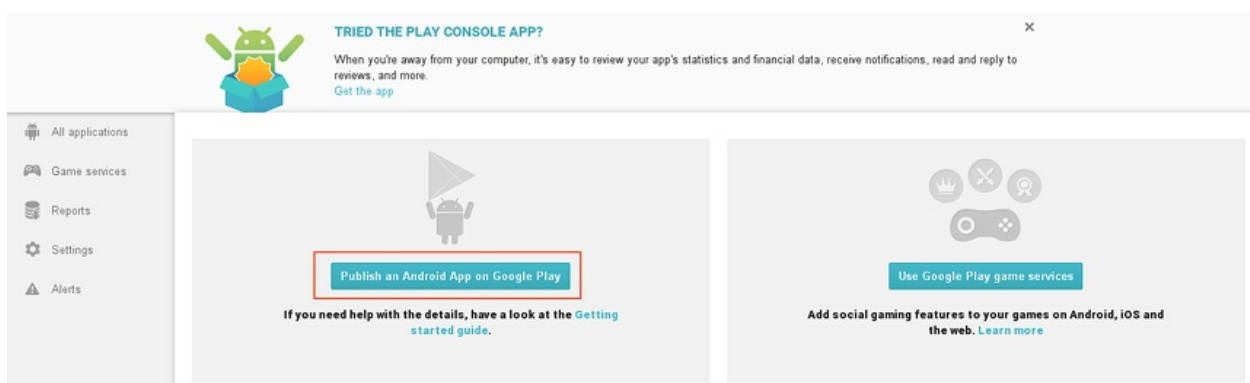 TRIED THE PLAY CONSOLE APP?
When you're away from your computer, it's easy to review your app's statistics and financial data, receive notifications, read and reply to
reviews, and more.
Get the app
All applications
Game services
Reports
Settings
Alerts
Publish an Android App on Google Play
If you need help with the details, have a look at the Getting
started guide.
Use Google Play game services
Add social gaming features to your games on Android, iOS and
the web. Learn more